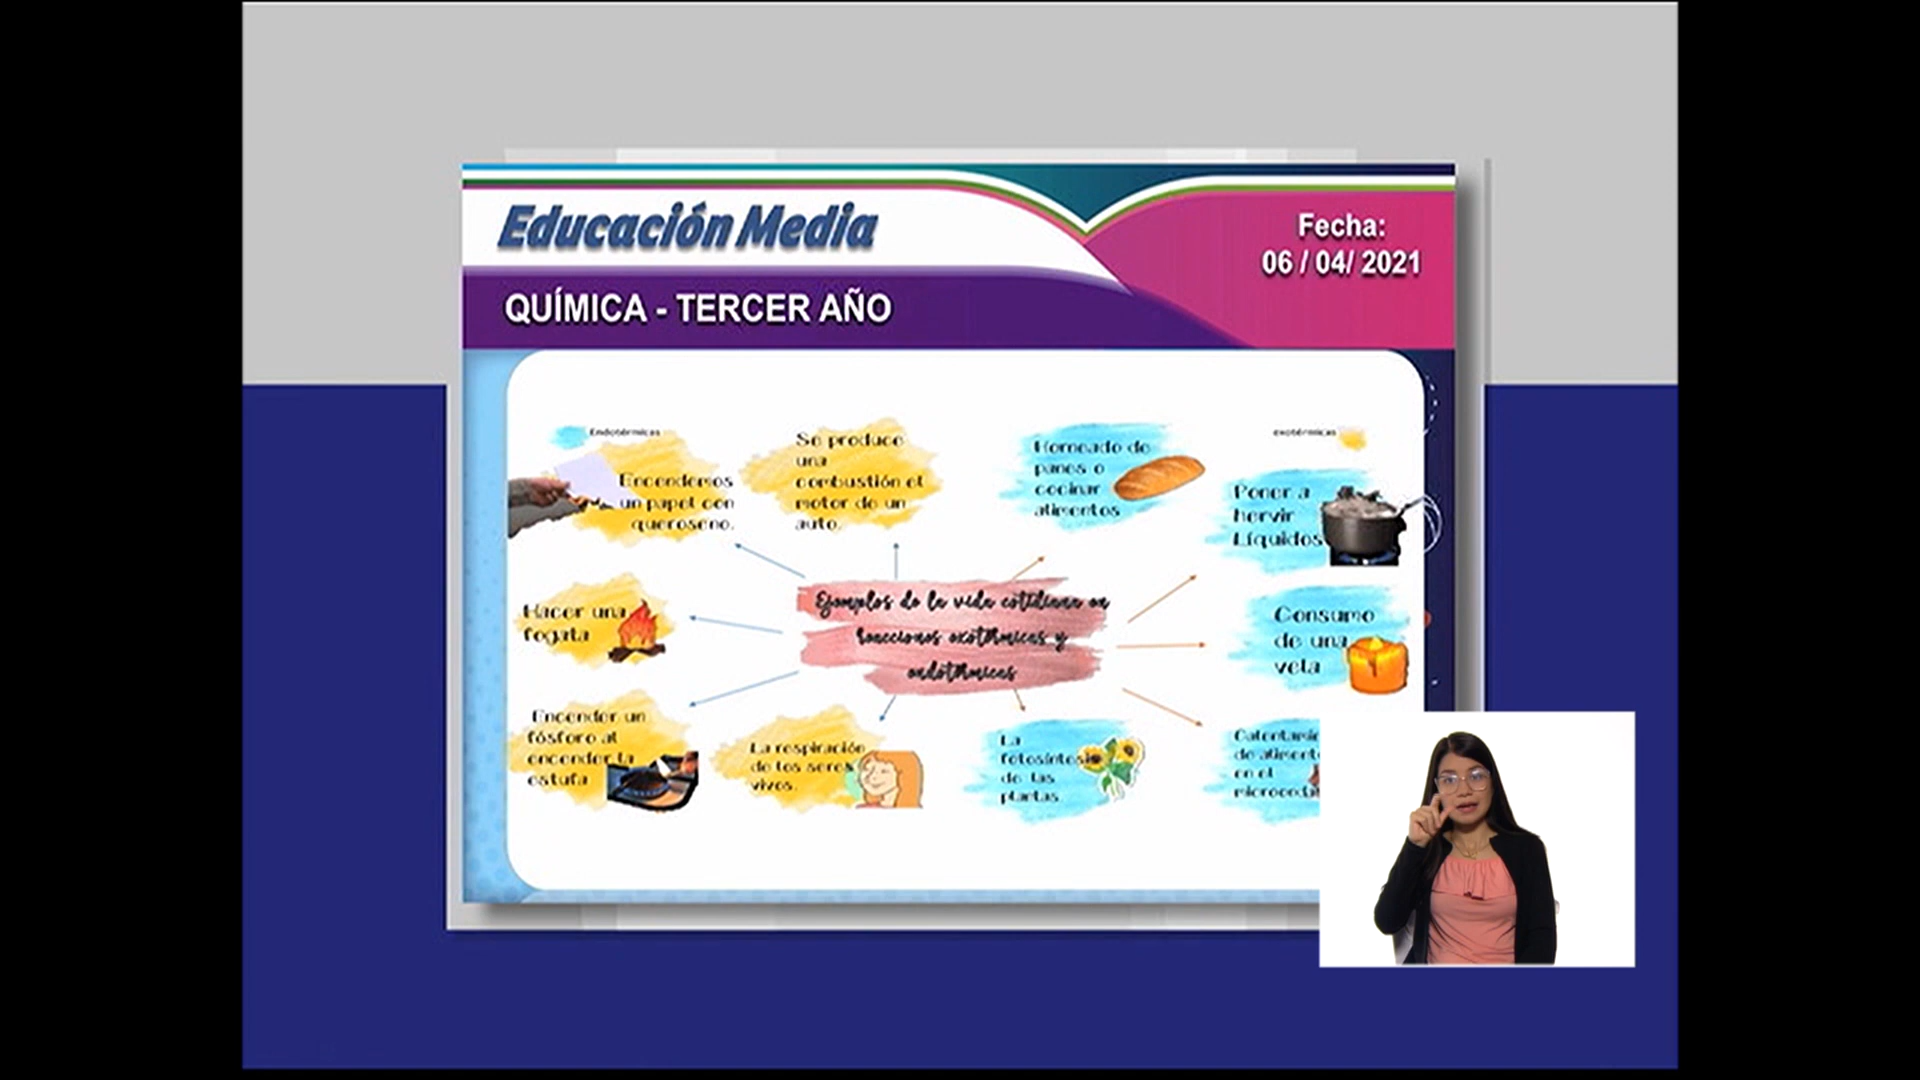 Educación Media
Fecha:
06 / 04/ 2021
QUÍMICA - TERCER AÑO
Endotérmicas
exotérmicas
Encendemos
un papel con
queroseno.
Se produce
una
combustión el
motor de un
auto.
Horneado de
panes o
cocinar
alimentos
Poner a
hervir
Líquidos
Hacer una
fogata
Ejemplos de la vida cotidiana en
reacciones exotérmicas y
endotérmicas
Consumo
de una
vela
Encender un
fósforo al
encender la
estufa
La respiración
de los seres
vivos.
La
fotosíntesis
de las
plantas.
de
en el